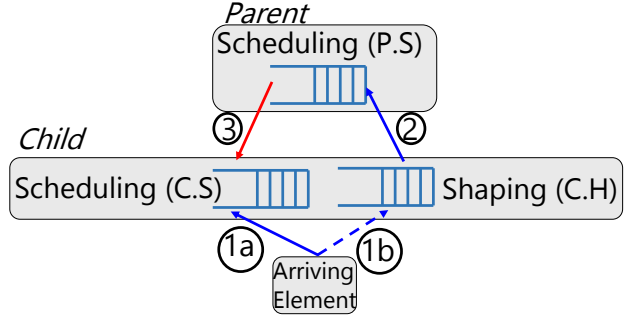 Parent
Scheduling (P.S)
3
2
Child
Scheduling (C.S)
Shaping (C.H)
1a
1b
Arriving
Element